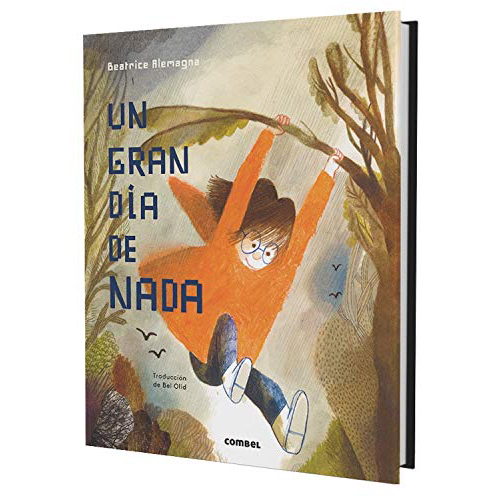 Beatrice Alemagna
UN
GRAN
DÍA
DE
NADA
Traducción
de Bel Olid
COMBEL